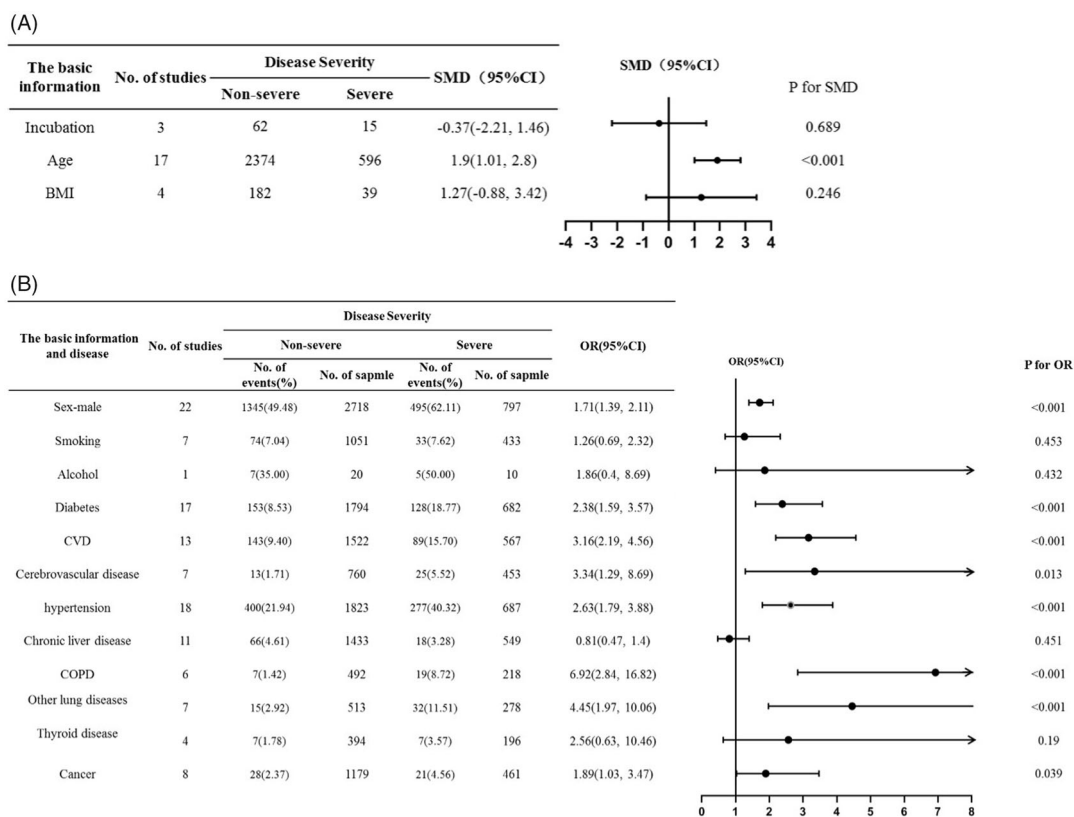 (A)
The basic information No. of studies Disease Severity SMD（95%CI） SMD（95%CI） P for SMD
Non-severe Severe
Incubation 3 62 15 -0.37(-2.21, 1.46) 0.689
Age 17 2374 596 1.9(1.01, 2.8) <0.001
BMI 4 182 39 1.27(-0.88, 3.42) 0.246
-4 -3 -2 -1 0 1 2 3 4
(B)
The basic information and disease No. of studies Disease Severity OR(95%CI) OR(95%CI) P for OR
Non-severe Severe
No. of events(%) No. of sapmle No. of events(%) No. of sapmle
Sex-male 22 1345(49.48) 2718 495(62.11) 797 1.71(1.39, 2.11) <0.001
Smoking 7 74(7.04) 1051 33(7.62) 433 1.26(0.69, 2.32) 0.453
Alcohol 1 7(35.00) 20 5(50.00) 10 1.86(0.4, 8.69) 0.432
Diabetes 17 153(8.53) 1794 128(18.77) 682 2.38(1.59, 3.57) <0.001
CVD 13 143(9.40) 1522 89(15.70) 567 3.16(2.19, 4.56) <0.001
Cerebrovascular disease 7 13(1.71) 760 25(5.52) 453 3.34(1.29, 8.69) 0.013
hypertension 18 400(21.94) 1823 277(40.32) 687 2.63(1.79, 3.88) <0.001
Chronic liver disease 11 66(4.61) 1433 18(3.28) 549 0.81(0.47, 1.4) 0.451
COPD 6 7(1.42) 492 19(8.72) 218 6.92(2.84, 16.82) <0.001
Other lung diseases 7 15(2.92) 513 32(11.51) 278 4.45(1.97, 10.06) <0.001
Thyroid disease 4 7(1.78) 394 7(3.57) 196 2.56(0.63, 10.46) 0.19
Cancer 8 28(2.37) 1179 21(4.56) 461 1.89(1.03, 3.47) 0.039
0 1 2 3 4 5 6 7 8